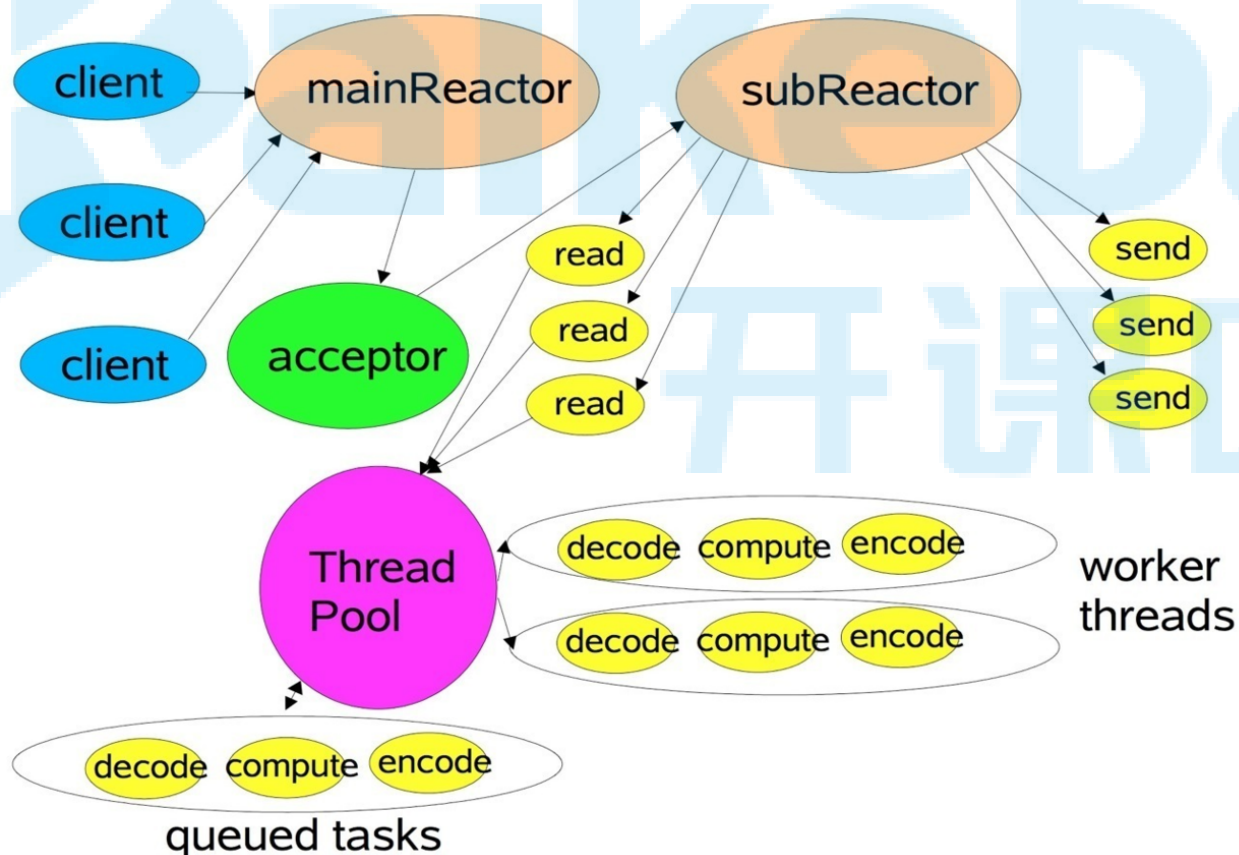 client
mainReactor
subReactor
client
read
send
client
acceptor
read
send
read
send
Thread
Pool
decode compute encode
worker
threads
decode compute encode
decode compute encode
queued tasks
aikeba
开课